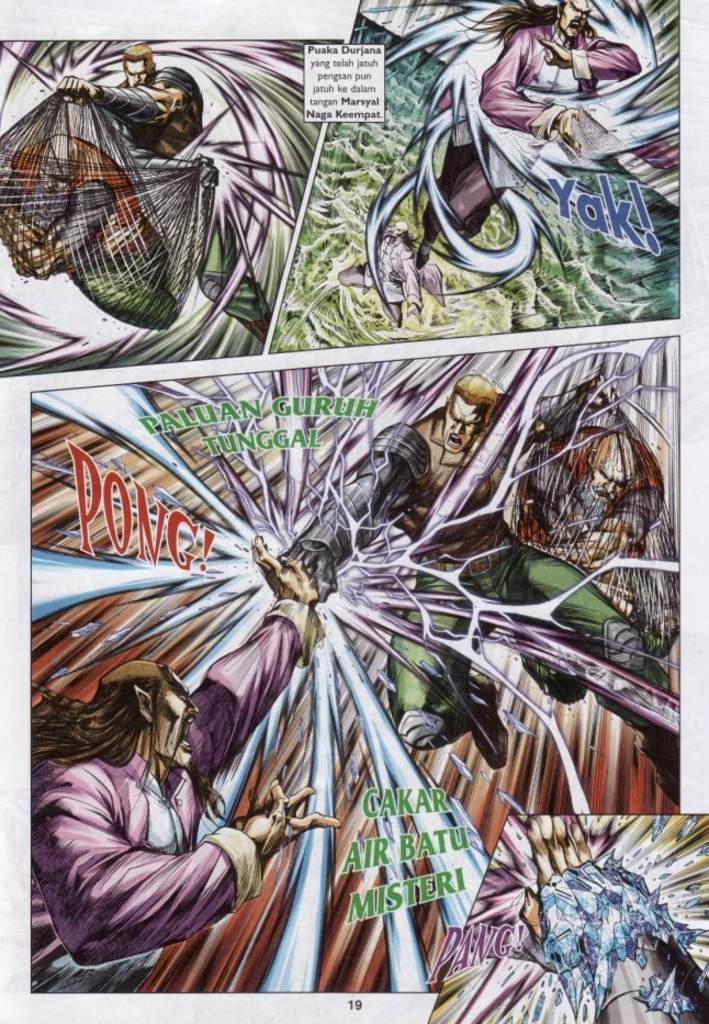 Puaka Durjana
yang telah jatuh
pengsan pun
jatuh ke dalam
tangan Marsyal
Naga Keempat.
Yak!
PALUAN GURUH
TUNGGAL
PONG!
CAKAR
AIR BATU
MISTERI
PANG!
19